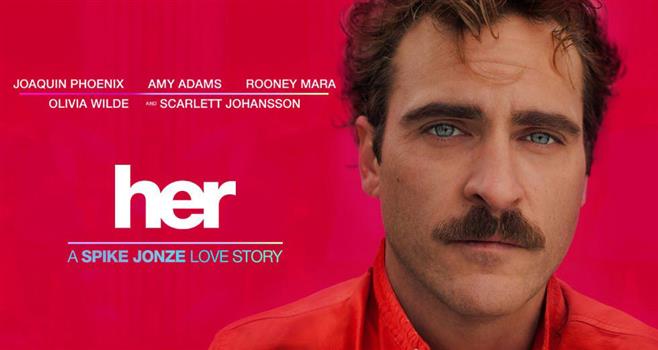 JOAQUIN PHOENIX AMY ADAMS ROONEY MARA
OLIVIA WILDE AND SCARLETT JOHANSSON
her
A SPIKE JONZE LOVE STORY